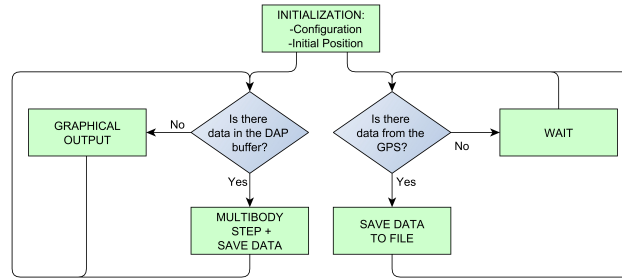 INITIALIZATION:
-Configuration
-Initial Position
GRAPHICAL
OUTPUT
No
Is there
data in the DAP
buffer?
Yes
MULTIBODY
STEP +
SAVE DATA
Is there
data from the
GPS?
No
WAIT
Yes
SAVE DATA
TO FILE